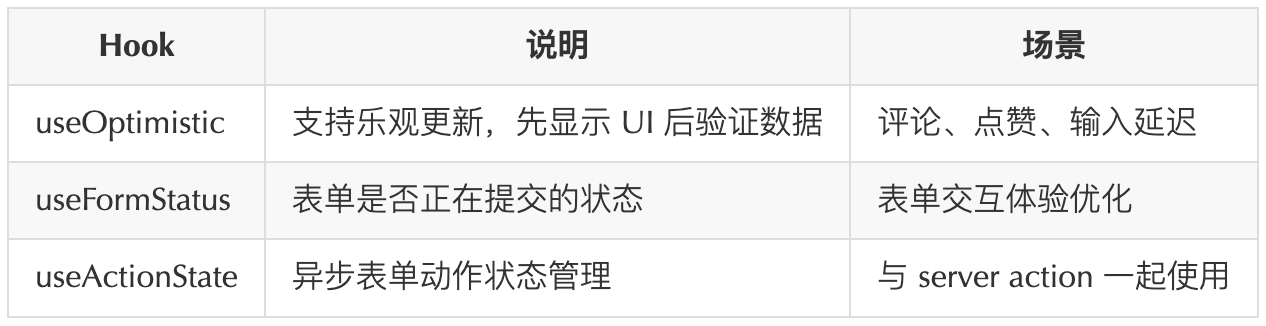 Hook 说明 场景
useOptimistic 支持乐观更新，先显示 UI 后验证数据 评论、点赞、输入延迟
useFormStatus 表单是否正在提交的状态 表单交互体验优化
useActionState 异步表单动作状态管理 与 server action 一起使用